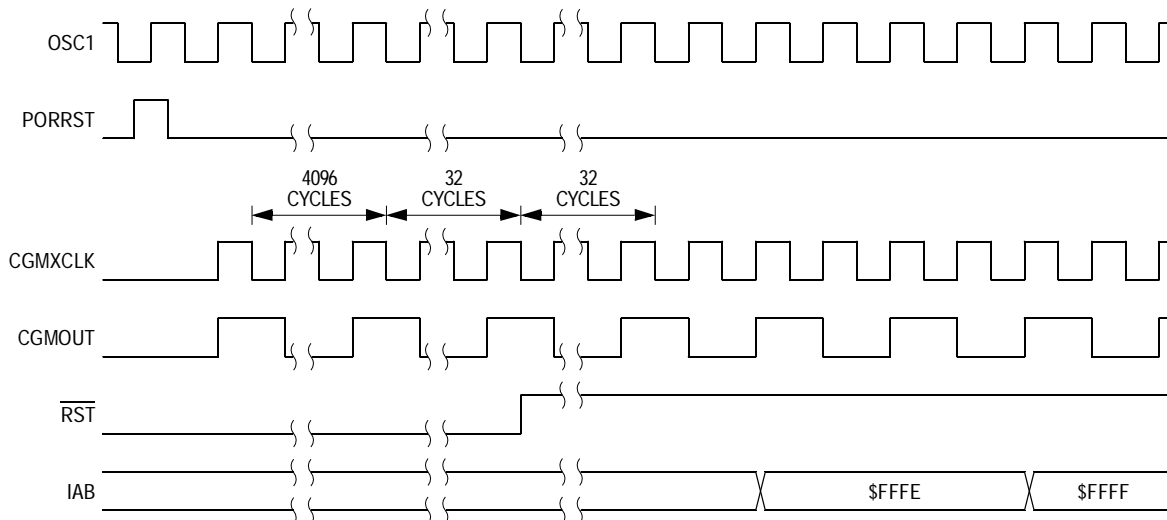 OSC1
PORRST
4096
CYCLES
32
CYCLES
32
CYCLES
CGMXCLK
CGMOUT
RST
IAB
$FFFE
$FFFF